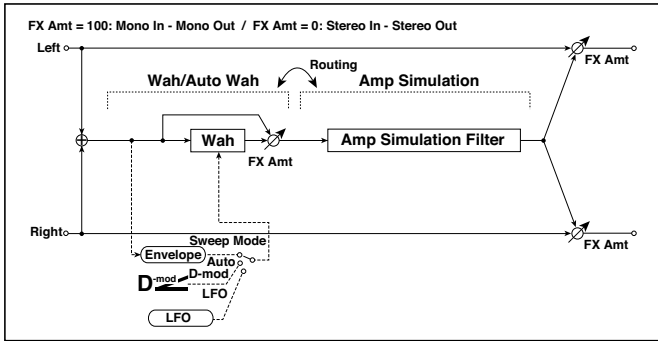 FX Amt = 100: Mono In - Mono Out / FX Amt = 0: Stereo In - Stereo Out
Left
FX Amt
Routing
Wah/Auto Wah
Amp Simulation
Wah
FX Amt
Amp Simulation Filter
Right
FX Amt
Sweep Mode
Envelope
Auto
D-mod
D-mod
LFO
LFO